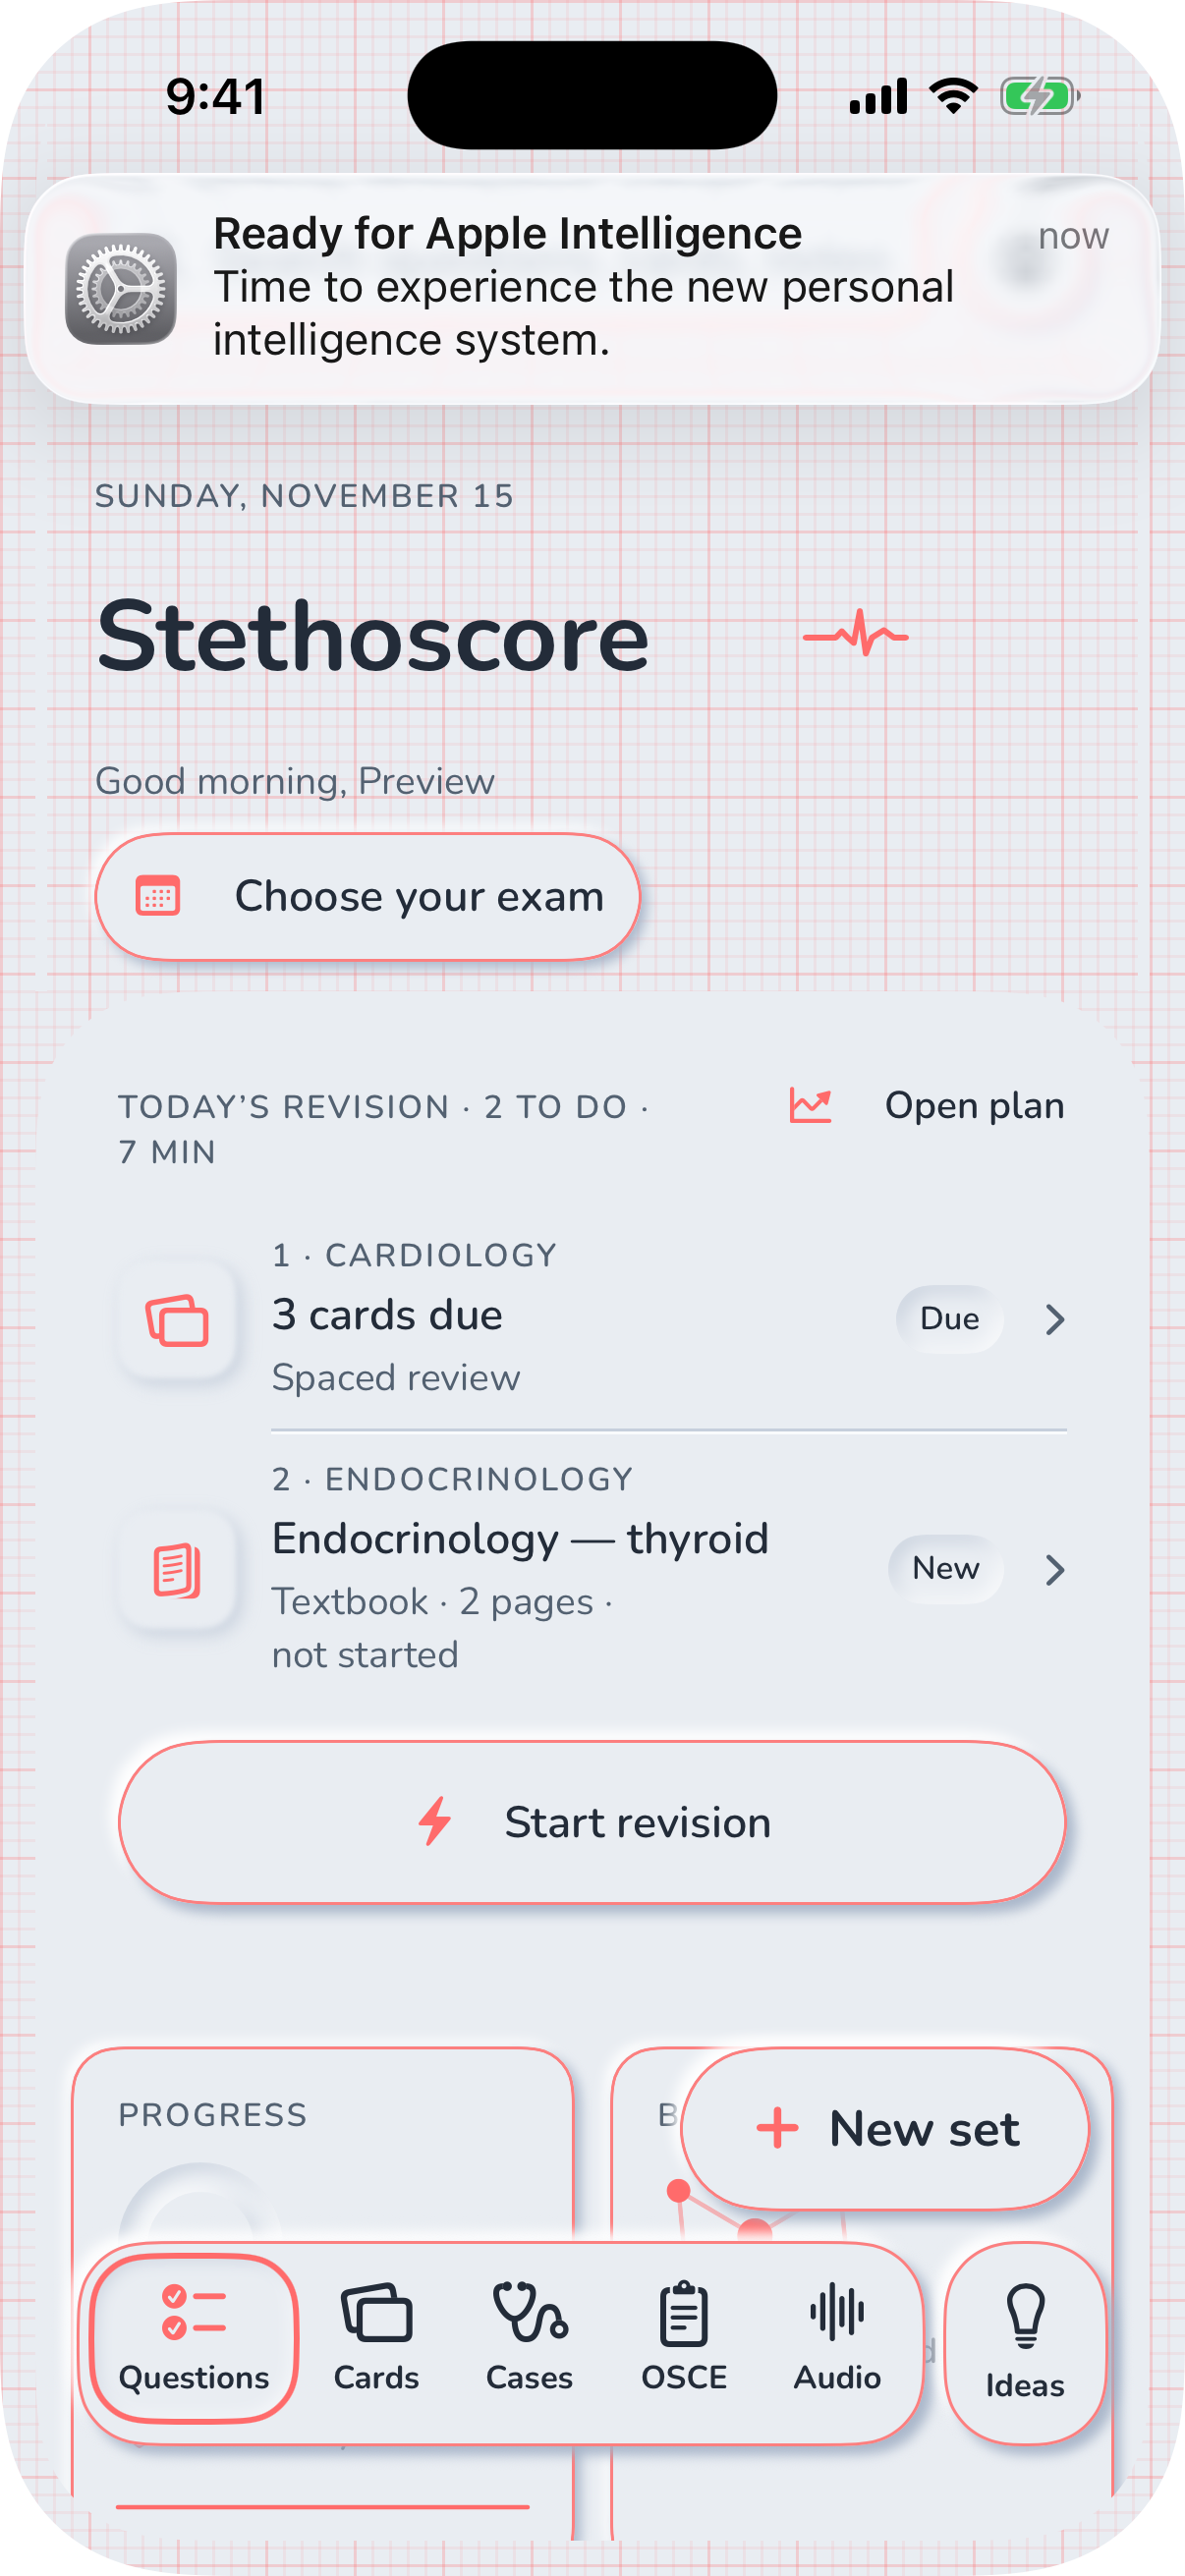 9:41
Ready for Apple Intelligence
now
Time to experience the new personal
intelligence system.
SUNDAY, NOVEMBER 15
Stethoscore
Good morning, Preview
Choose your exam
TODAY’S REVISION · 2 TO DO ·
7 MIN
Open plan
1 · CARDIOLOGY
3 cards due
Spaced review
Due
2 · ENDOCRINOLOGY
Endocrinology — thyroid
Textbook · 2 pages ·
not started
New
Start revision
PROGRESS
New set
Questions
Cards
Cases
OSCE
Audio
Ideas